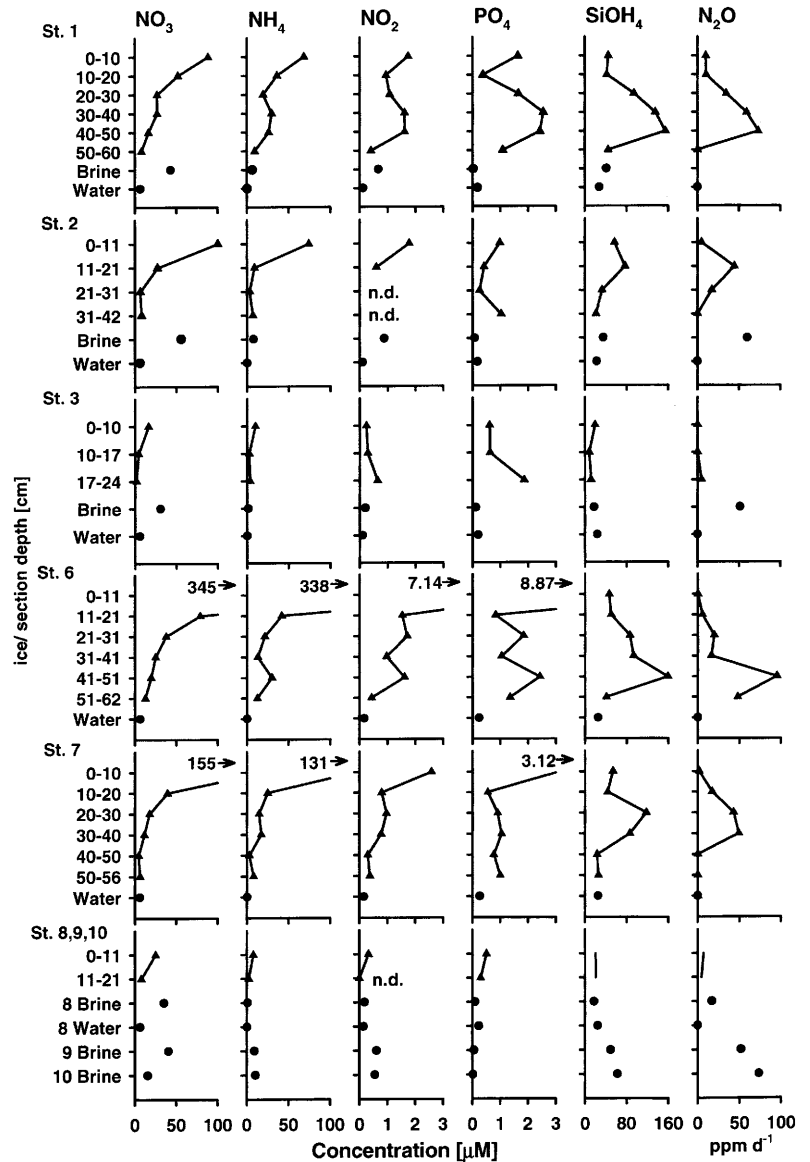 NO3 NH4 NO2 PO4 SiOH4 N2O
St. 1
0-10
10-20
20-30
30-40
40-50
50-60
Brine
Water
St. 2
0-11
11-21
21-31 n.d.
31-42 n.d.
Brine
Water
St. 3
0-10
10-17
17-24
Brine
Water
ice/ section depth [cm]
St. 6
345 338 7.14 8.87
0-11
11-21
21-31
31-41
41-51
51-62
Water
St. 7
155 131 3.12
0-10
10-20
20-30
30-40
40-50
50-56
Water
St. 8,9,10
0-11
11-21 n.d.
8 Brine
8 Water
9 Brine
10 Brine
0 50 100 0 50 100 0 1 2 3 0 1 2 3 0 80 160 0 50 100
Concentration [µM] ppm d-1